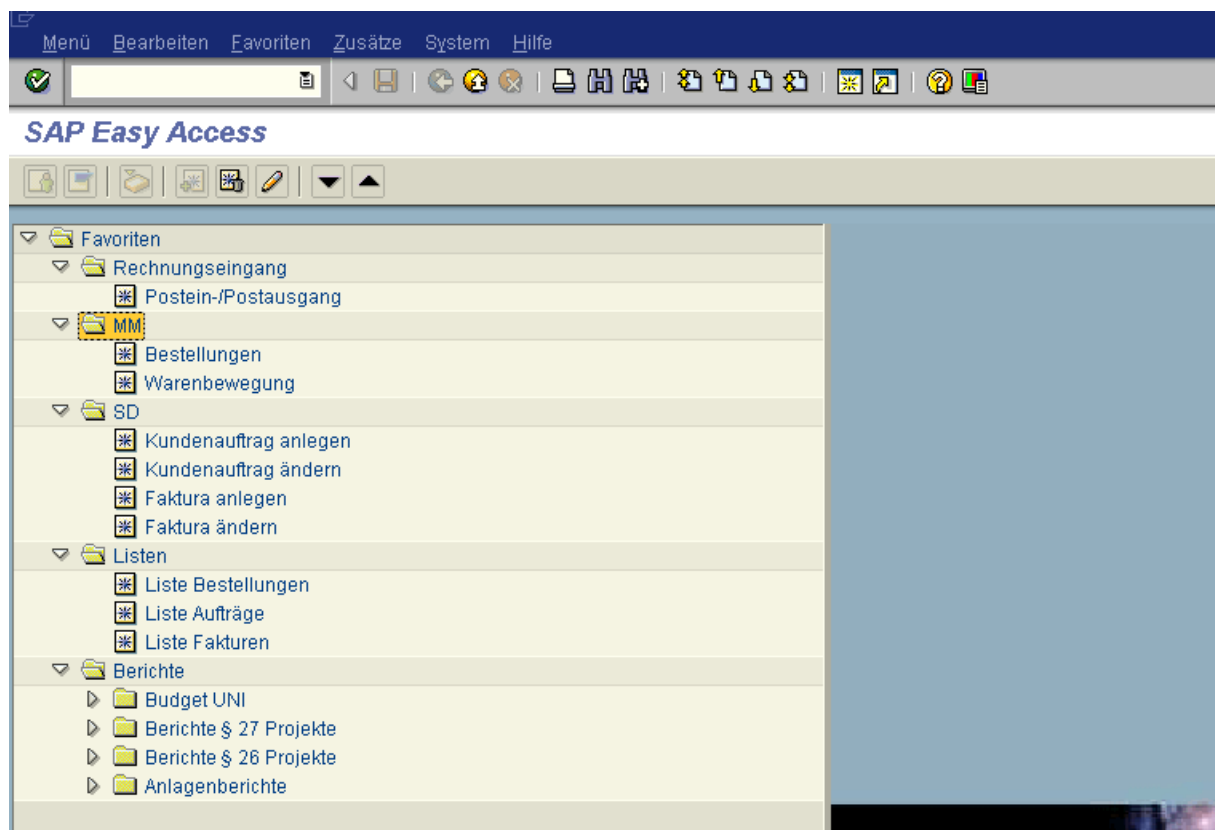 Menü Bearbeiten Favoriten Zusätze System Hilfe
SAP Easy Access
Favoriten
Rechnungseingang
Postein-/Postausgang
MM
Bestellungen
Warenbewegung
SD
Kundenauftrag anlegen
Kundenauftrag ändern
Faktura anlegen
Faktura ändern
Listen
Liste Bestellungen
Liste Aufträge
Liste Fakturen
Berichte
Budget UNI
Berichte § 27 Projekte
Berichte § 26 Projekte
Anlagenberichte